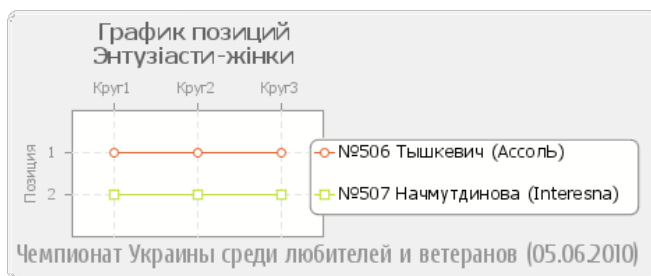 График позиций
Энтузіасти-жінки
Круг1 Круг2 Круг3
Позиция
1
2
№506 Тышкевич (АссолЬ)
№507 Начмутдинова (Interesna)
Чемпионат Украины среди любителей и ветеранов (05.06.2010)